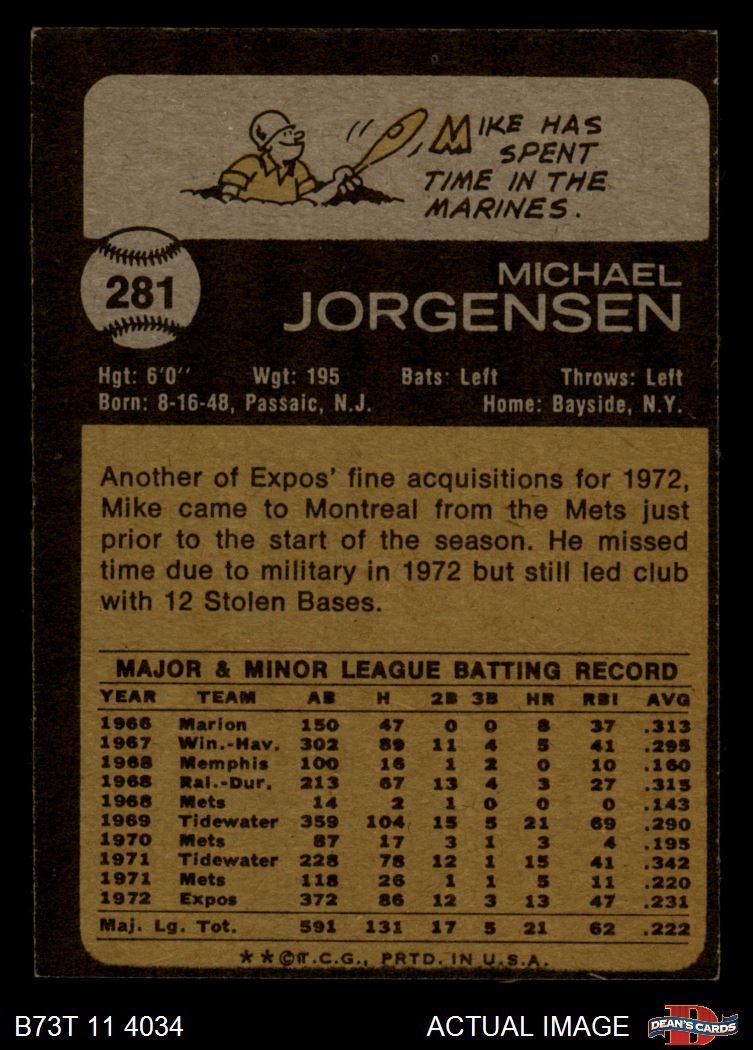 MIKE HAS
SPENT
TIME IN THE
MARINES.
281
MICHAEL
JORGENSEN
Hgt: 6'0'' Wgt: 195 Bats: Left Throws: Left
Born: 8-16-48, Passaic, N.J. Home: Bayside, N.Y.
Another of Expos' fine acquisitions for 1972,
Mike came to Montreal from the Mets just
prior to the start of the season. He missed
time due to military in 1972 but still led club
with 12 Stolen Bases.
MAJOR & MINOR LEAGUE BATTING RECORD
YEAR TEAM AB H 2B 3B HR RBI AVG
1966 Marion 150 47 0 0 8 37 .313
1967 Win.-Hav. 302 89 11 4 5 41 .295
1968 Memphis 100 16 1 2 0 10 .160
1968 Ral.-Dur. 213 67 13 4 3 27 .315
1968 Mets 14 2 1 0 0 0 .143
1969 Tidewater 359 104 15 5 21 69 .290
1970 Mets 87 17 3 1 3 4 .195
1971 Tidewater 228 78 12 1 15 41 .342
1971 Mets 118 26 1 1 5 11 .220
1972 Expos 372 86 12 3 13 47 .231
Maj. Lg. Tot. 591 131 17 5 21 62 .222
**©T.C.G., PRTD. IN U.S.A.
B73T 11 4034 ACTUAL IMAGE DEAN'S CARDS